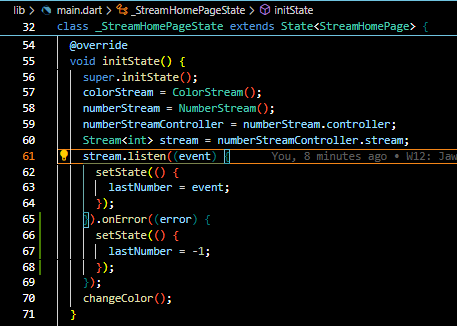 lib > main.dart > _StreamHomePageState > initState
32 class _StreamHomePageState extends State<StreamHomePage> {
54 @override
55 void initState() {
56 super.initState();
57 colorStream = ColorStream();
58 numberStream = NumberStream();
59 numberStreamController = numberStream.controller;
60 Stream<int> stream = numberStreamController.stream;
61 stream.listen((event) { You, 8 minutes ago • W12: Jaw
62 setState(() {
63 lastNumber = event;
64 });
65 }).onError((error) {
66 setState(() {
67 lastNumber = -1;
68 });
69 });
70 changeColor();
71 }